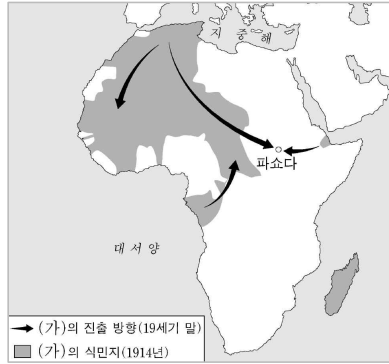 지 중 해
파쇼다
대 서 양
(가)의 진출 방향(19세기 말)
(가)의 식민지(1914년)